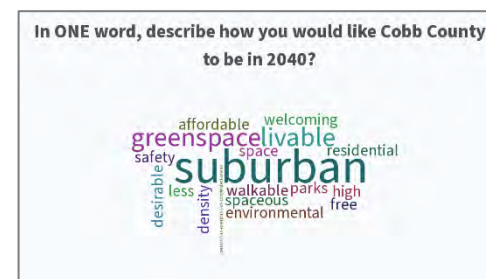 In ONE word, describe how you would like Cobb County
to be in 2040?
affordable
welcoming
greenspace
livable
safety
space
residential
suburban
desirable
less
density
walkable
parks
high
spaceous
free
environmental